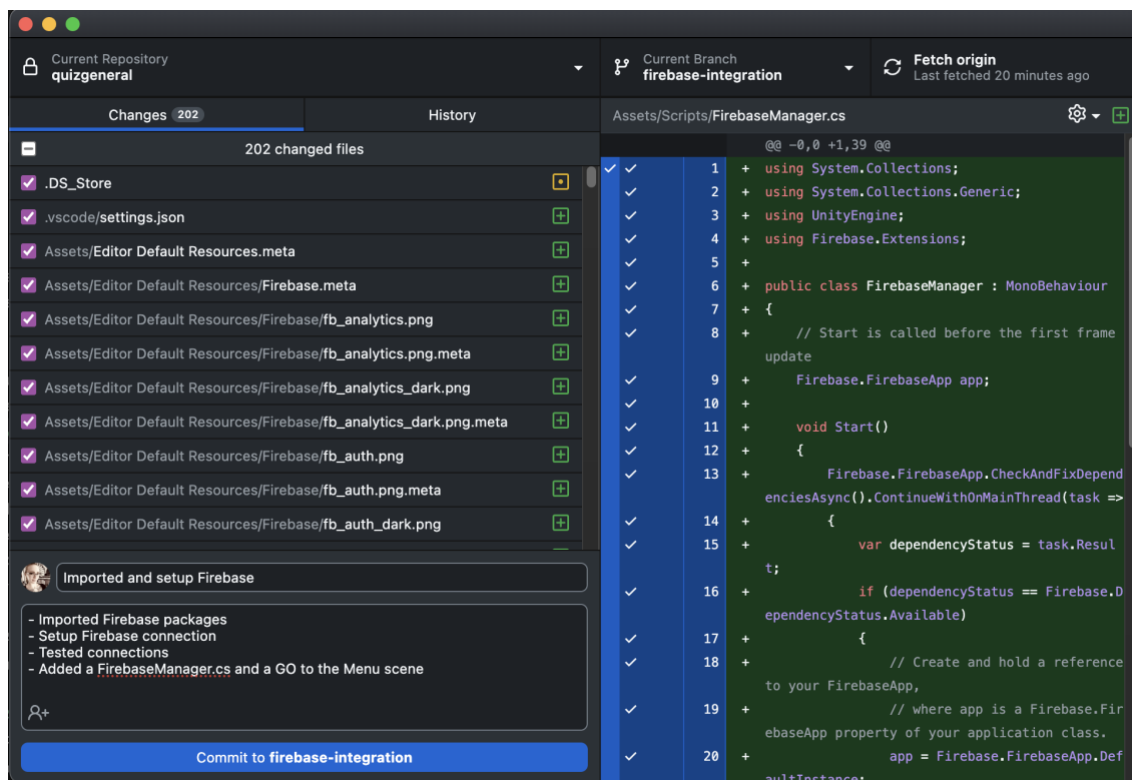 Current Repository
quizgeneral
Current Branch
firebase-integration
Fetch origin
Last fetched 20 minutes ago
Changes 202
History
202 changed files
.DS_Store
.vscode/settings.json
Assets/Editor Default Resources.meta
Assets/Editor Default Resources/Firebase.meta
Assets/Editor Default Resources/Firebase/fb_analytics.png
Assets/Editor Default Resources/Firebase/fb_analytics.png.meta
Assets/Editor Default Resources/Firebase/fb_analytics_dark.png
Assets/Editor Default Resources/Firebase/fb_analytics_dark.png.meta
Assets/Editor Default Resources/Firebase/fb_auth.png
Assets/Editor Default Resources/Firebase/fb_auth.png.meta
Assets/Editor Default Resources/Firebase/fb_auth_dark.png
Imported and setup Firebase
- Imported Firebase packages
- Setup Firebase connection
- Tested connections
- Added a FirebaseManager.cs and a GO to the Menu scene
Commit to firebase-integration
Assets/Scripts/FirebaseManager.cs
@@ -0,0 +1,39 @@
1 + using System.Collections;
2 + using System.Collections.Generic;
3 + using UnityEngine;
4 + using Firebase.Extensions;
5 +
6 + public class FirebaseManager : MonoBehaviour
7 + {
8 + // Start is called before the first frame
update
9 + Firebase.FirebaseApp app;
10 +
11 + void Start()
12 + {
13 + Firebase.FirebaseApp.CheckAndFixDepend
enciesAsync().ContinueWithOnMainThread(task =>
14 + {
15 + var dependencyStatus = task.Resul
t;
16 + if (dependencyStatus == Firebase.D
ependencyStatus.Available)
17 + {
18 + // Create and hold a reference
to your FirebaseApp,
19 + // where app is a Firebase.Fir
ebaseApp property of your application class.
20 + app = Firebase.FirebaseApp.Def
aultInstance;